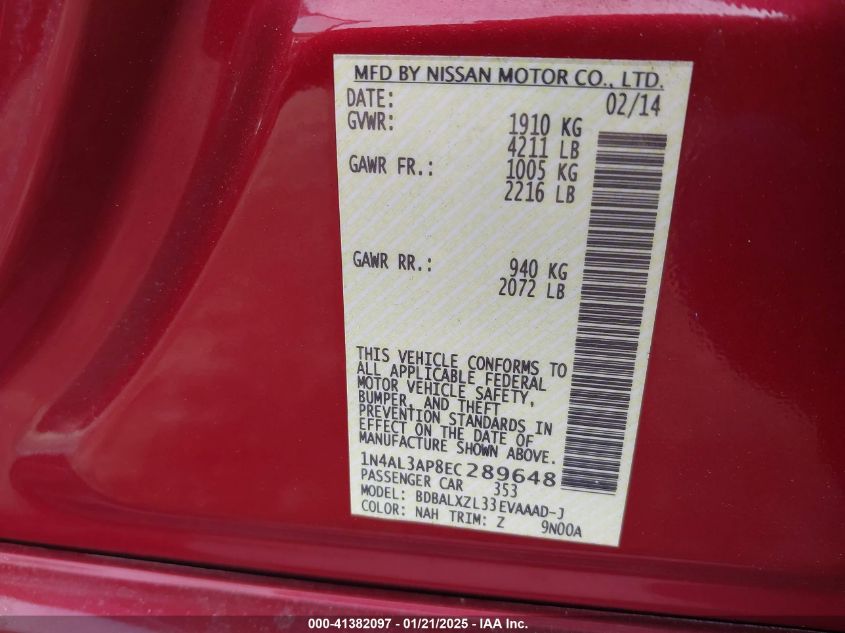 MFD BY NISSAN MOTOR CO., LTD.
DATE: 02/14
GVWR: 1910 KG
4211 LB
GAWR FR.: 1005 KG
2216 LB
GAWR RR.: 940 KG
2072 LB
THIS VEHICLE CONFORMS TO
ALL APPLICABLE FEDERAL
MOTOR VEHICLE SAFETY,
BUMPER, AND THEFT
PREVENTION STANDARDS IN
EFFECT ON THE DATE OF
MANUFACTURE SHOWN ABOVE.
1N4AL3AP8EC289648
PASSENGER CAR 353
MODEL: BDBALXZL33EVAAAD-J
COLOR: NAH TRIM: Z 9N00A
000-41382097 — 01/21/2025 — IAA Inc.